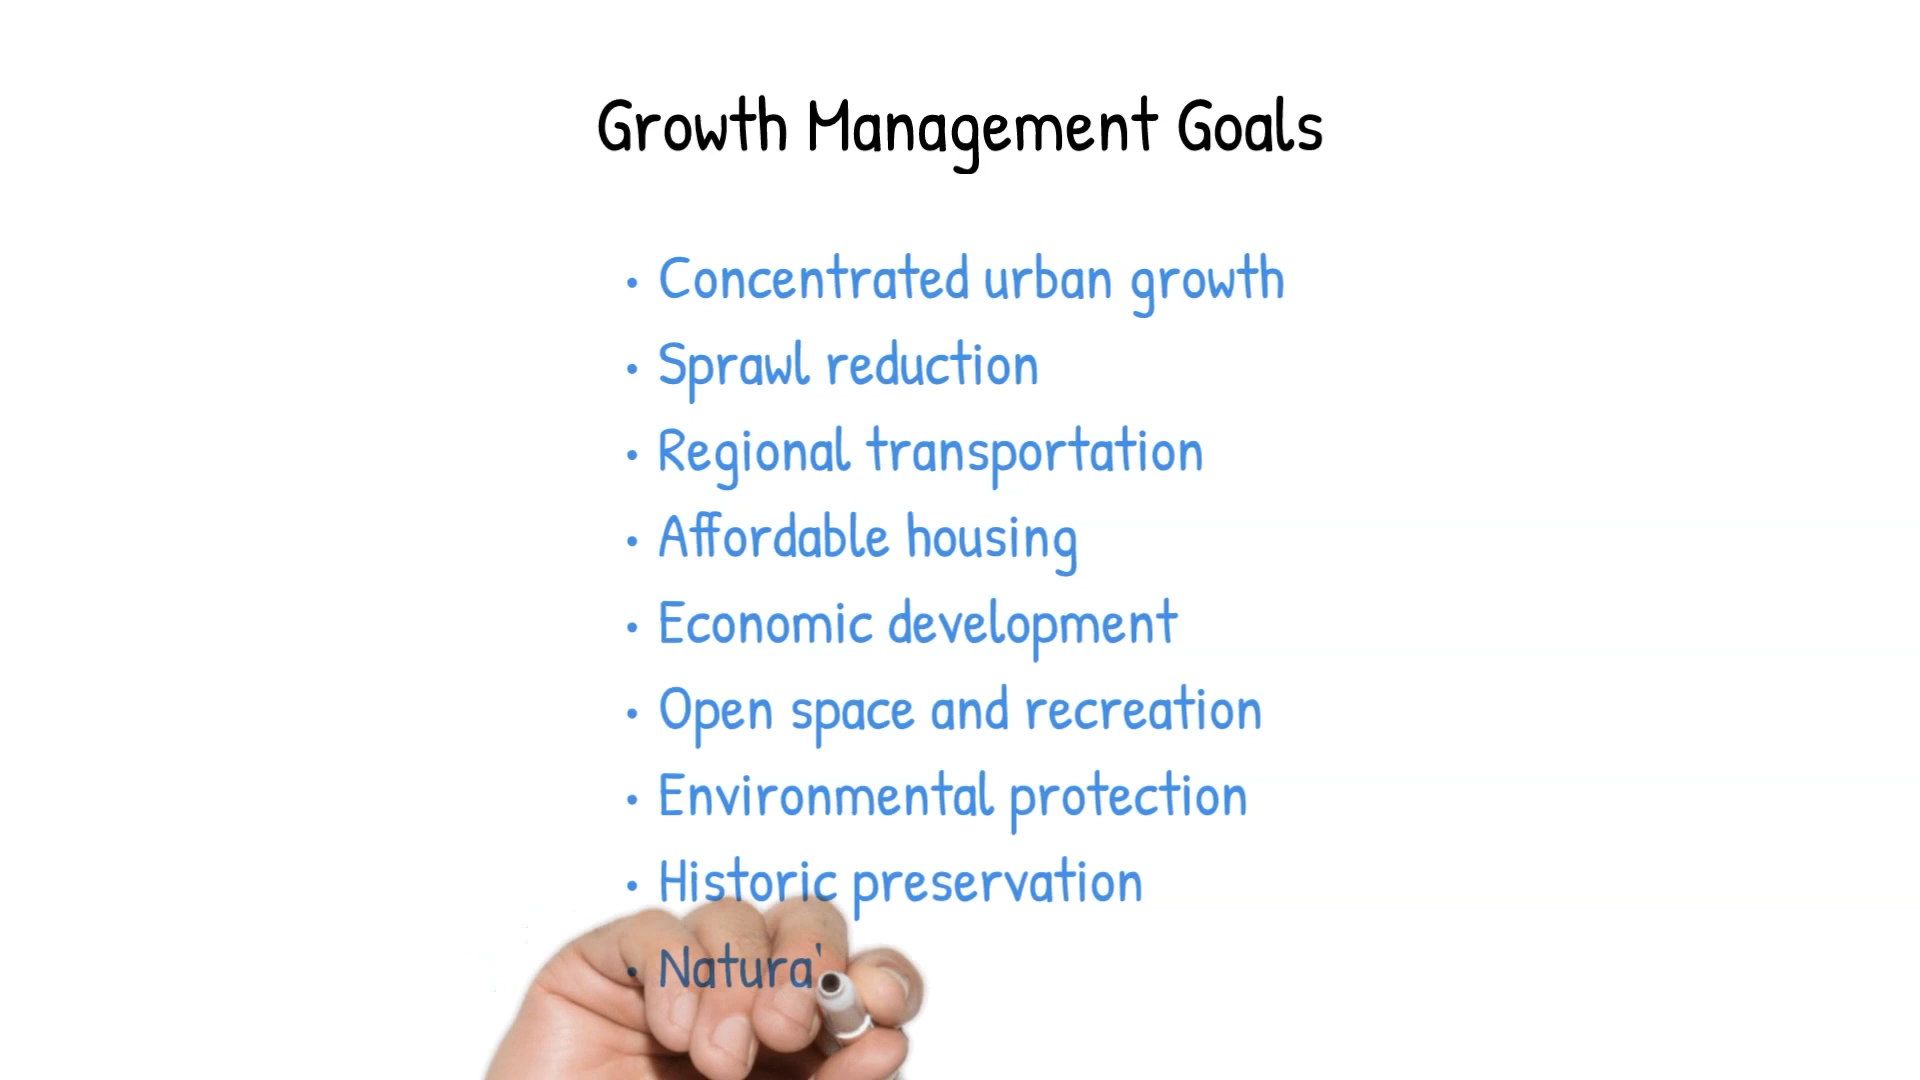 Growth Management Goals
• Concentrated urban growth
• Sprawl reduction
• Regional transportation
• Affordable housing
• Economic development
• Open space and recreation
• Environmental protection
• Historic preservation
• Natura